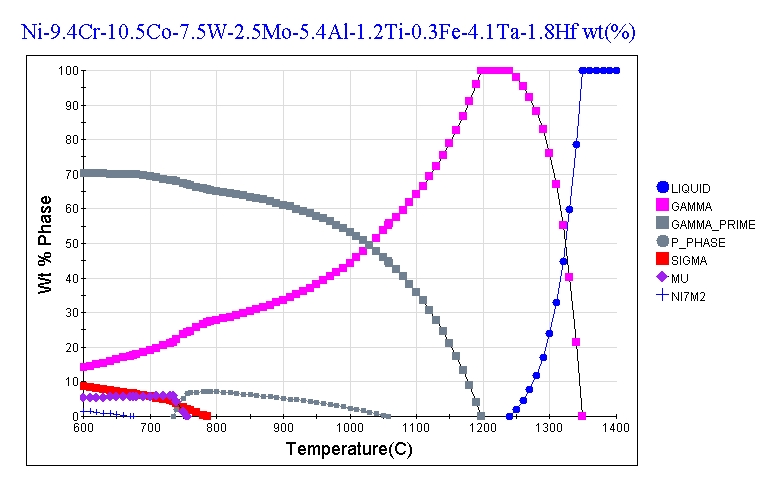 Ni-9.4Cr-10.5Co-7.5W-2.5Mo-5.4Al-1.2Ti-0.3Fe-4.1Ta-1.8Hf wt(%)
100
90
80
70
60
50
40
30
20
10
0
Wt % Phase
600 700 800 900 1000 1100 1200 1300 1400
Temperature(C)
LIQUID
GAMMA
GAMMA_PRIME
P_PHASE
SIGMA
MU
NI7M2